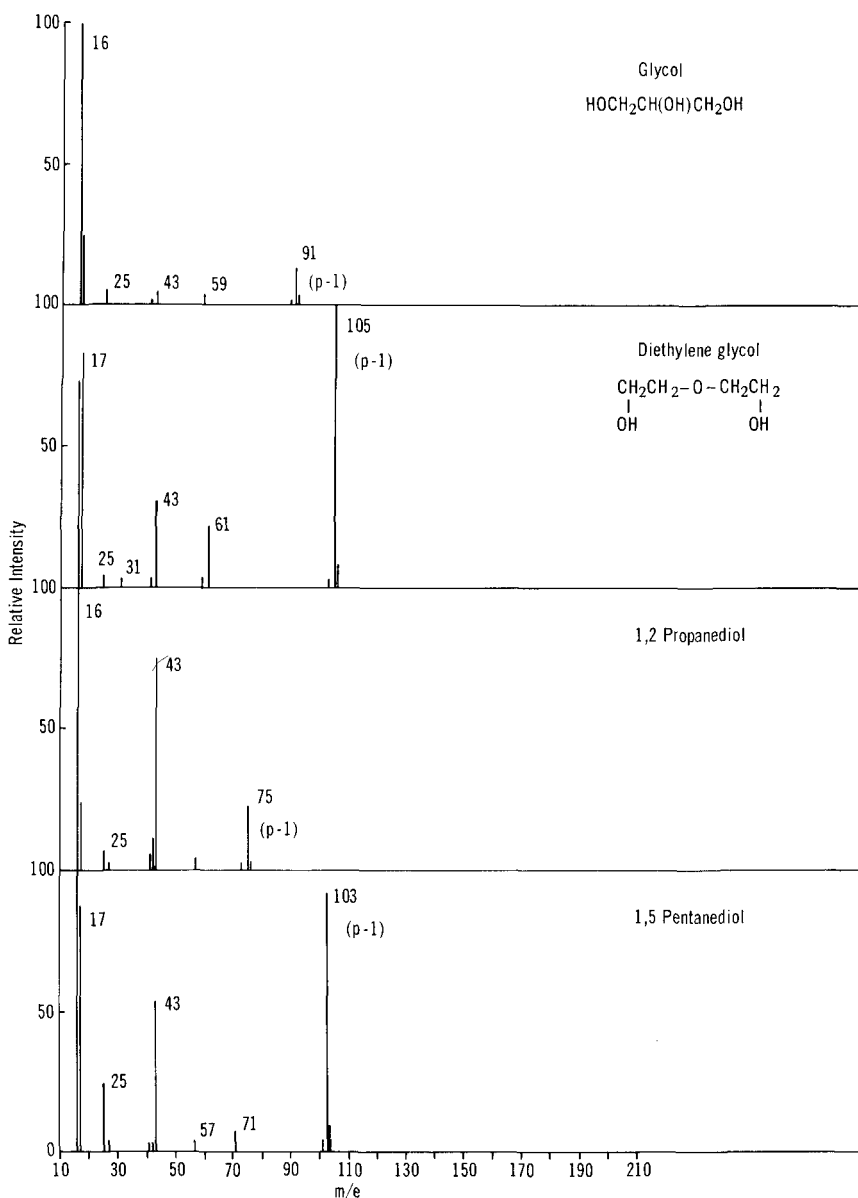 100
16
Glycol
HOCH2CH(OH)CH2OH
50
25
43
59
91
(p-1)
100
105
(p-1)
17
Diethylene glycol
CH2CH2-O-CH2CH2
| |
OH OH
50
43
61
25
31
100
16
1,2 Propanediol
43
50
75
(p-1)
25
100
103
(p-1)
17
1,5 Pentanediol
50
43
25
57
71
0
10 30 50 70 90 110 130 150 170 190 210
m/e
Relative Intensity